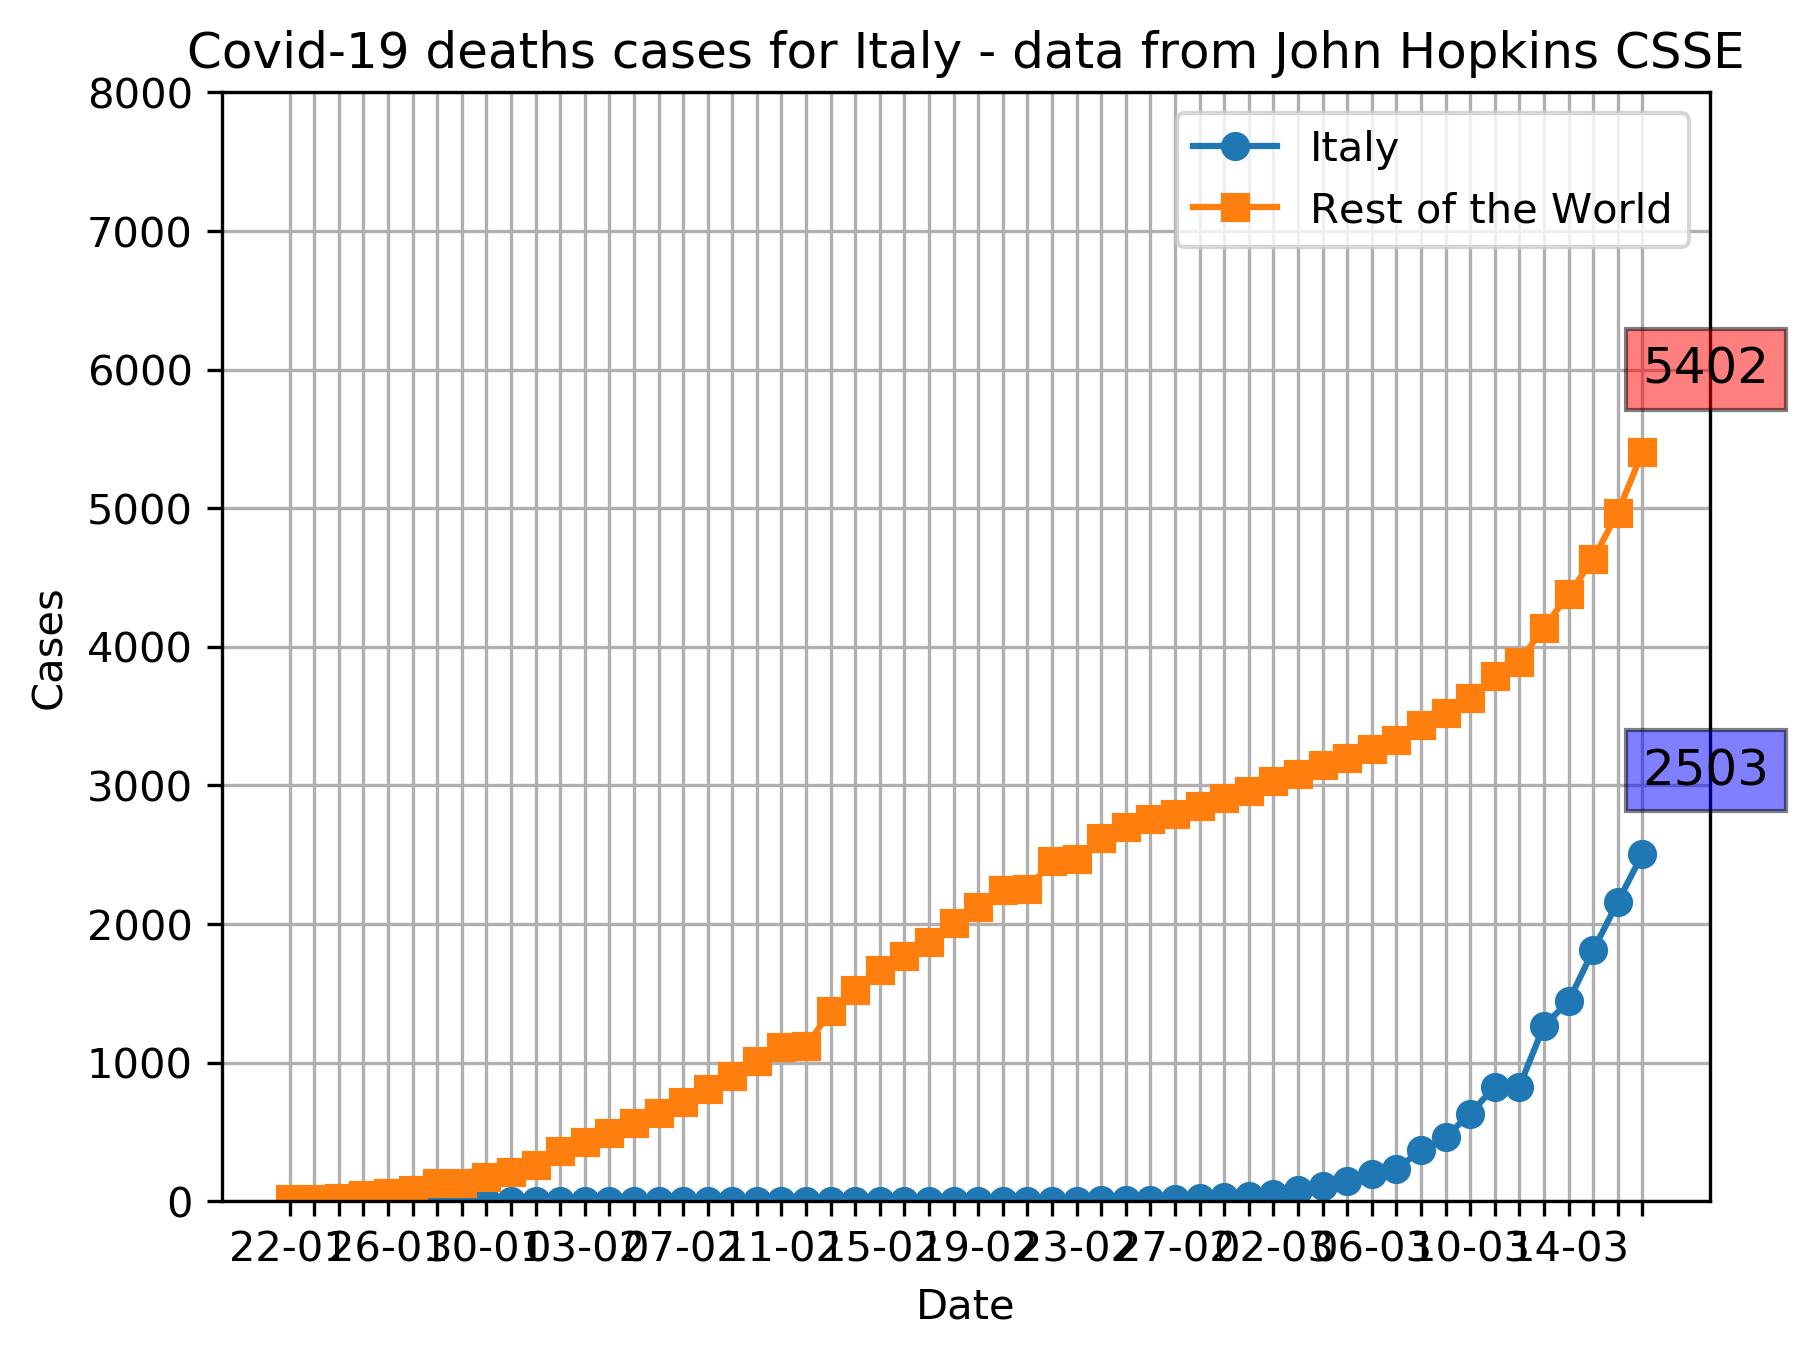 Covid-19 deaths cases for Italy - data from John Hopkins CSSE
8000
7000
6000
5000
4000
3000
2000
1000
0
Cases
Italy
Rest of the World
5402
2503
22-01 26-01 30-01 03-02 07-02 11-02 15-02 19-02 23-02 27-02 02-03 06-03 10-03 14-03
Date